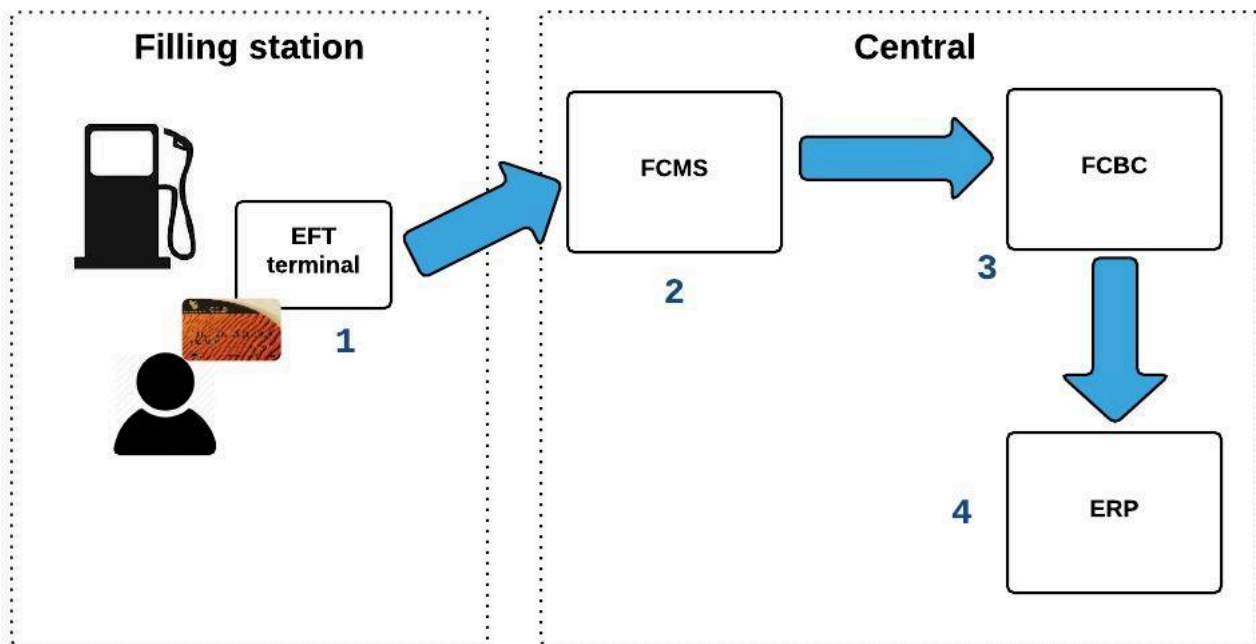 Filling station
Central
EFT
terminal
1
FCMS
2
FCBC
3
ERP
4